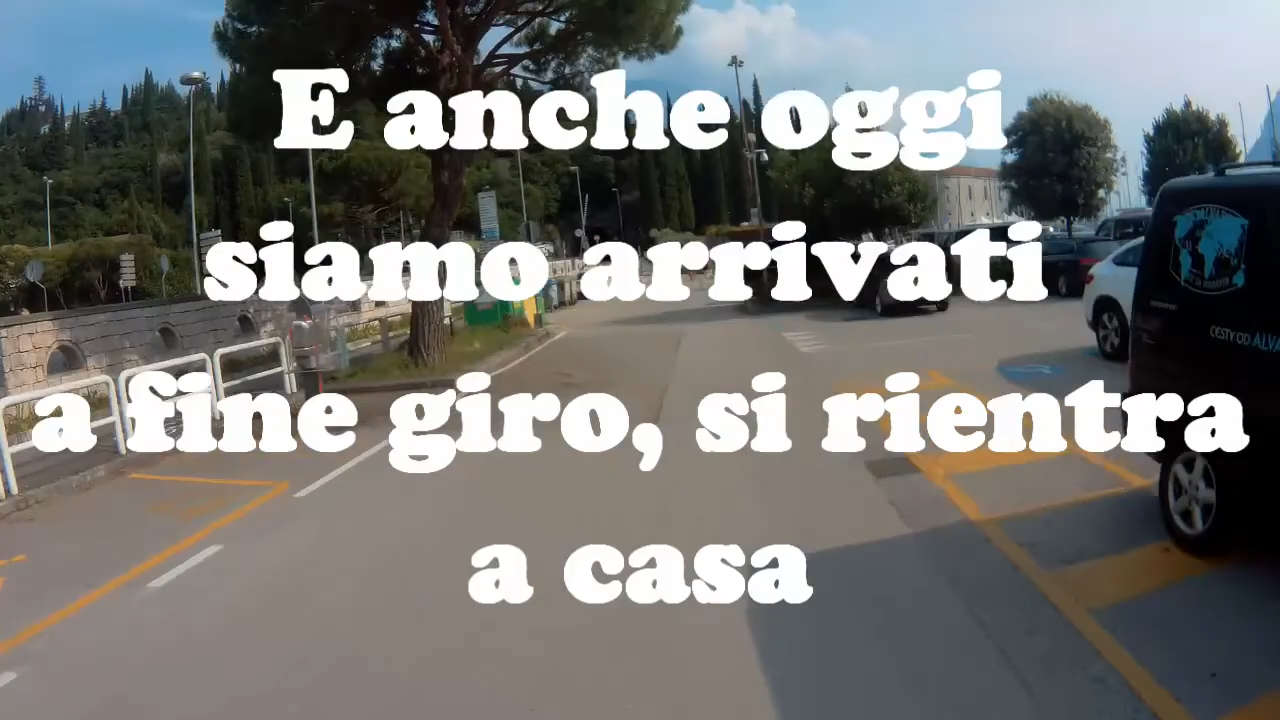 E anche oggi
siamo arrivati
a fine giro, si rientra
a casa
CESTY OD ALVA